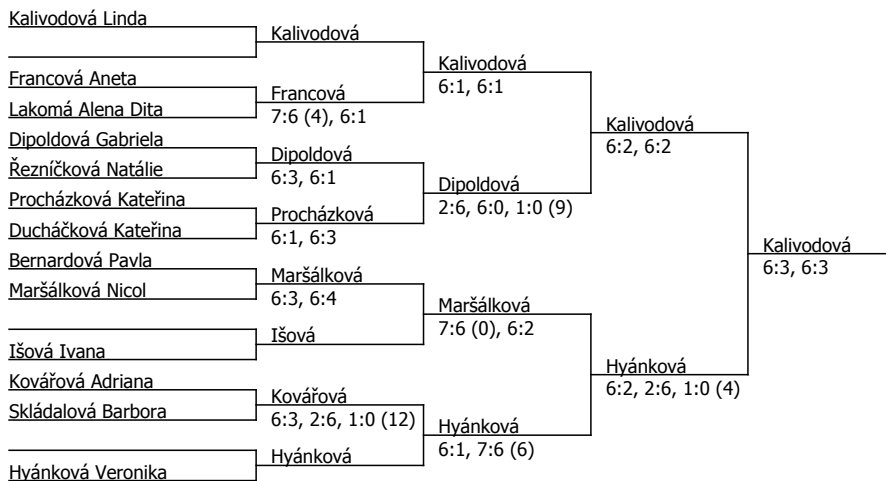 Kalivodová Linda
Kalivodová
Kalivodová
6:1, 6:1
Francová Aneta
Francová
7:6 (4), 6:1
Lakomá Alena Dita
Kalivodová
6:2, 6:2
Dipoldová Gabriela
Dipoldová
6:3, 6:1
Řezníčková Natálie
Dipoldová
2:6, 6:0, 1:0 (9)
Procházková Kateřina
Procházková
6:1, 6:3
Ducháčková Kateřina
Kalivodová
6:3, 6:3
Bernardová Pavla
Maršálková
6:3, 6:4
Maršálková Nicol
Maršálková
7:6 (0), 6:2
Išová
Išová Ivana
Hyánková
6:2, 2:6, 1:0 (4)
Kovářová Adriana
Kovářová
6:3, 2:6, 1:0 (12)
Skládalová Barbora
Hyánková
6:1, 7:6 (6)
Hyánková
Hyánková Veronika